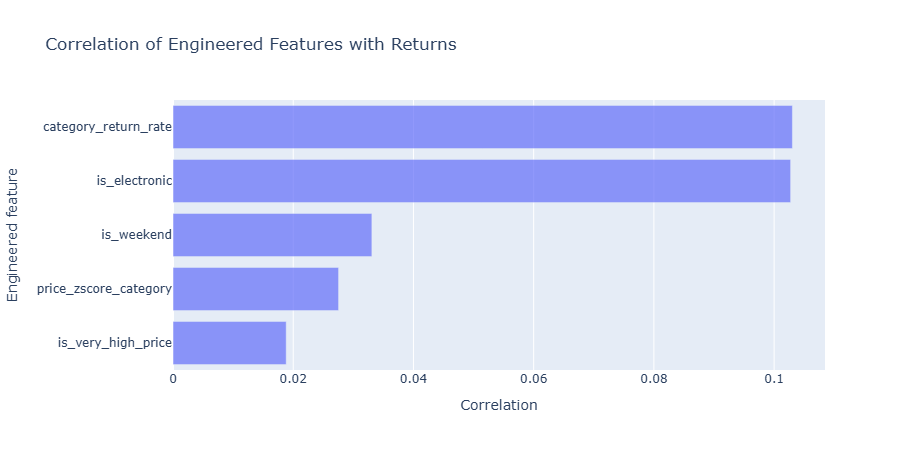 Correlation of Engineered Features with Returns
Engineered feature
category_return_rate
is_electronic
is_weekend
price_zscore_category
is_very_high_price
0 0.02 0.04 0.06 0.08 0.1
Correlation